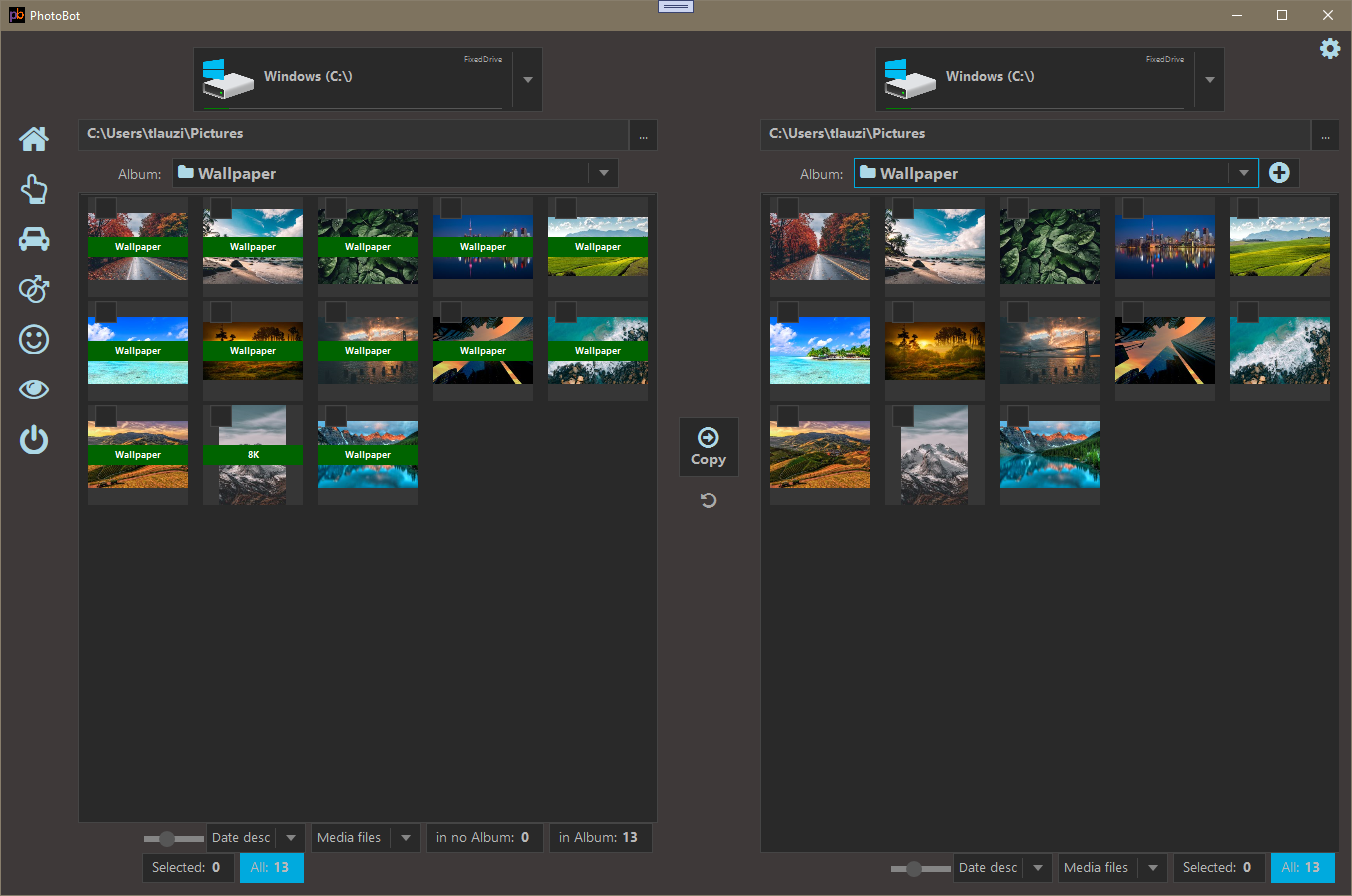 pb PhotoBot
FixedDrive
Windows (C:\)
C:\Users\tlauzi\Pictures
...
Album: Wallpaper
Wallpaper Wallpaper Wallpaper Wallpaper Wallpaper
Wallpaper Wallpaper Wallpaper Wallpaper Wallpaper
Wallpaper 8K Wallpaper
Date desc Media files in no Album: 0 in Album: 13
Selected: 0 All: 13
Copy
FixedDrive
Windows (C:\)
C:\Users\tlauzi\Pictures
...
Album: Wallpaper
Date desc Media files Selected: 0 All: 13